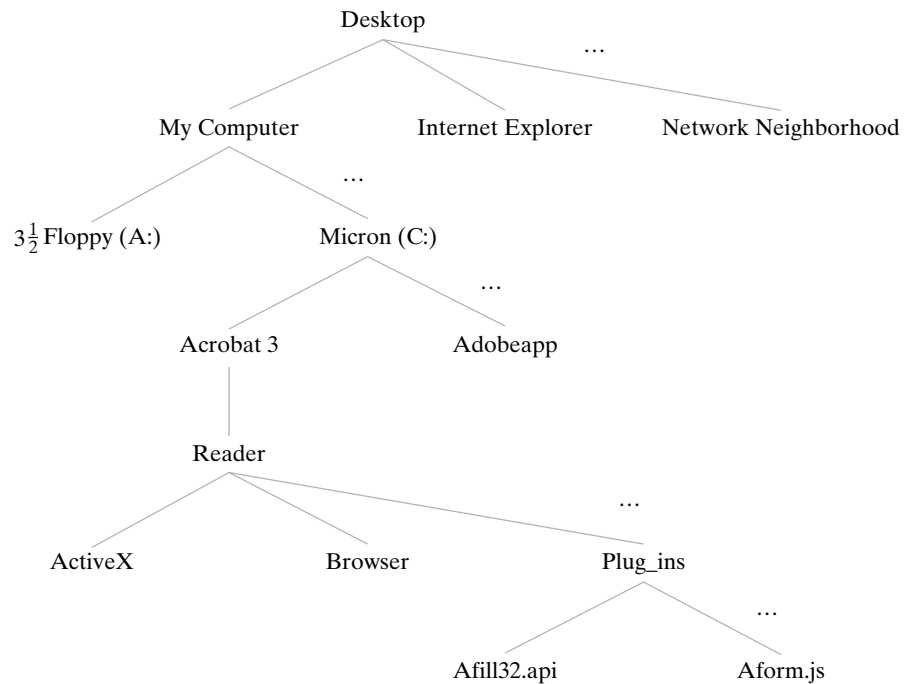 Desktop
...
My Computer Internet Explorer Network Neighborhood
...
3½ Floppy (A:) Micron (C:)
...
Acrobat 3 Adobeapp
Reader
...
ActiveX Browser Plug_ins
...
Afill32.api Aform.js